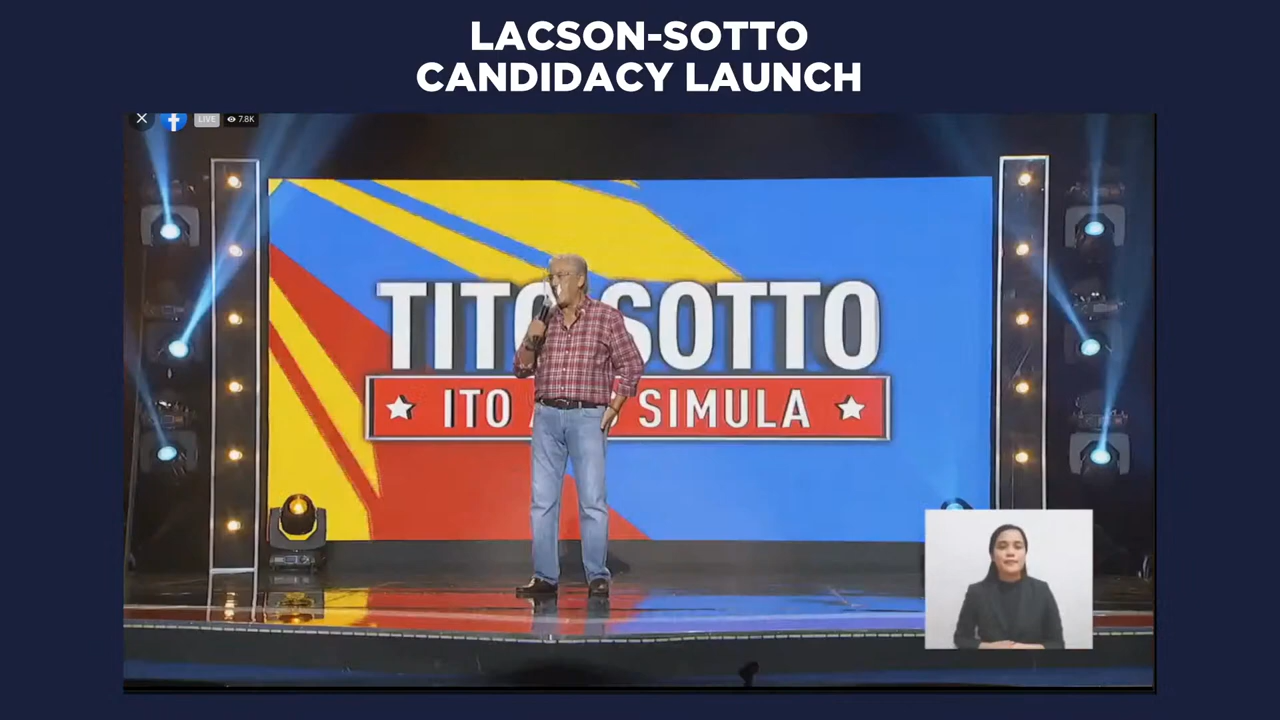 LACSON-SOTTO
CANDIDACY LAUNCH
LIVE 7.8K
TITO SOTTO
ITO SIMULA